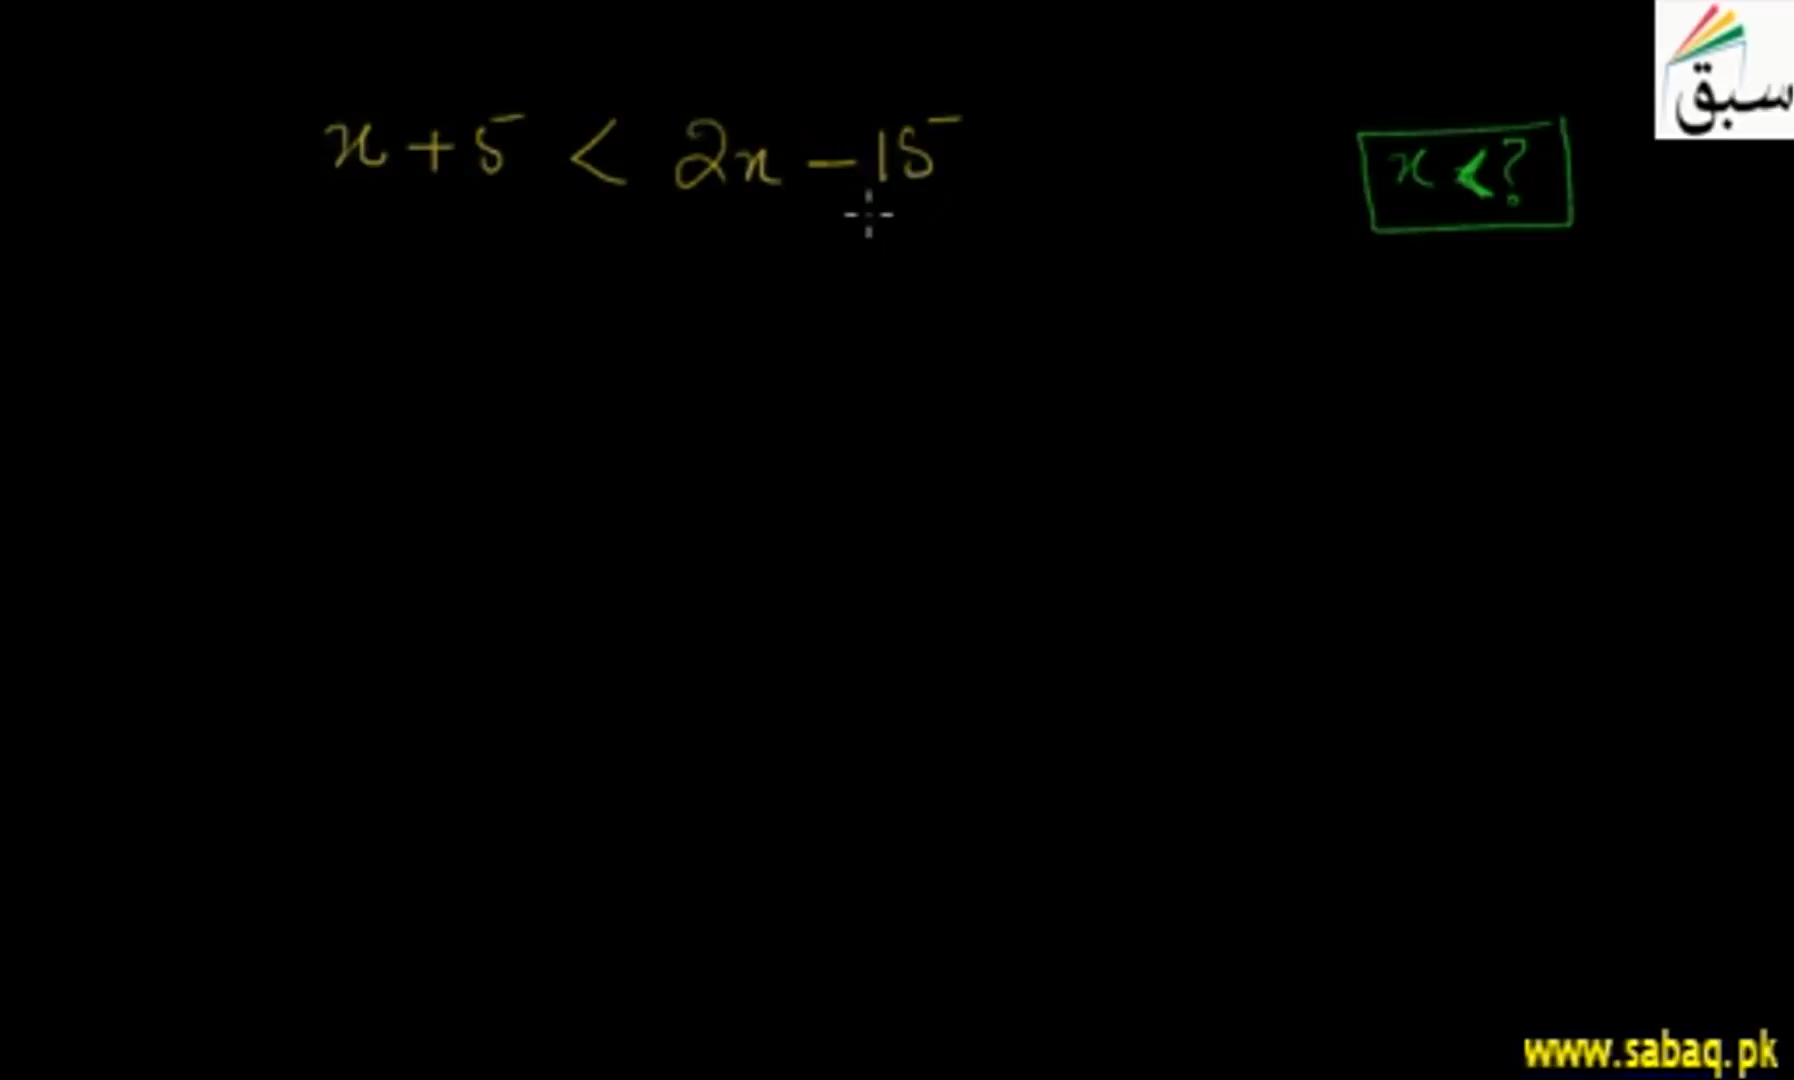 x + 5 < 2x - 15
x < ?
سبق
www.sabaq.pk